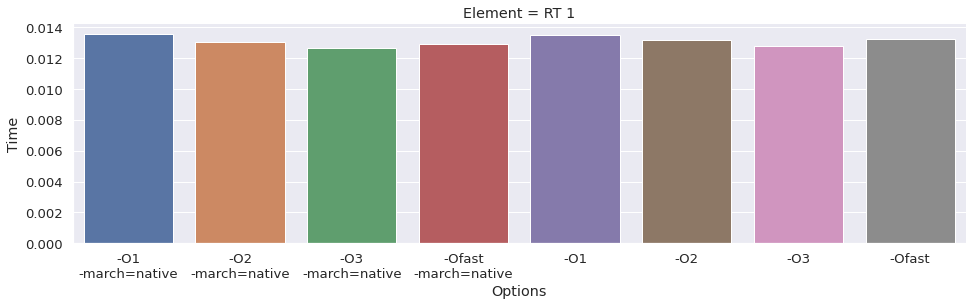 Element = RT 1
Time
0.014
0.012
0.010
0.008
0.006
0.004
0.002
0.000
-O1
-march=native
-O2
-march=native
-O3
-march=native
-Ofast
-march=native
-O1
-O2
-O3
-Ofast
Options